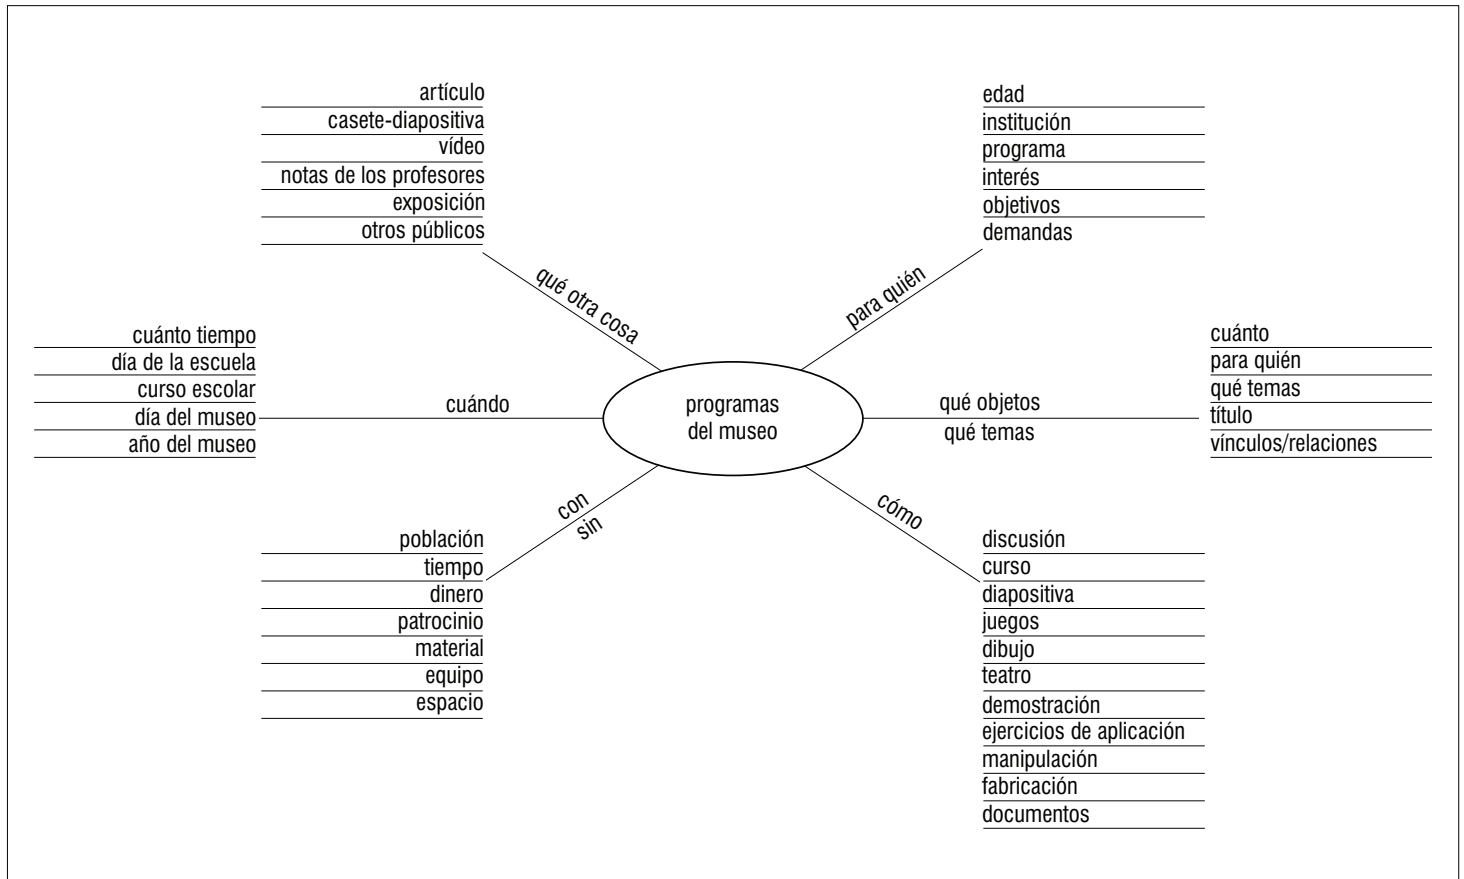 artículo
casete-diapositiva
vídeo
notas de los profesores
exposición
otros públicos
qué otra cosa
edad
institución
programa
interés
objetivos
demandas
para quién
cuánto tiempo
día de la escuela
curso escolar
día del museo
año del museo
cuándo
programas
del museo
qué objetos
qué temas
cuánto
para quién
qué temas
título
vínculos/relaciones
con
sin
población
tiempo
dinero
patrocinio
material
equipo
espacio
cómo
discusión
curso
diapositiva
juegos
dibujo
teatro
demostración
ejercicios de aplicación
manipulación
fabricación
documentos